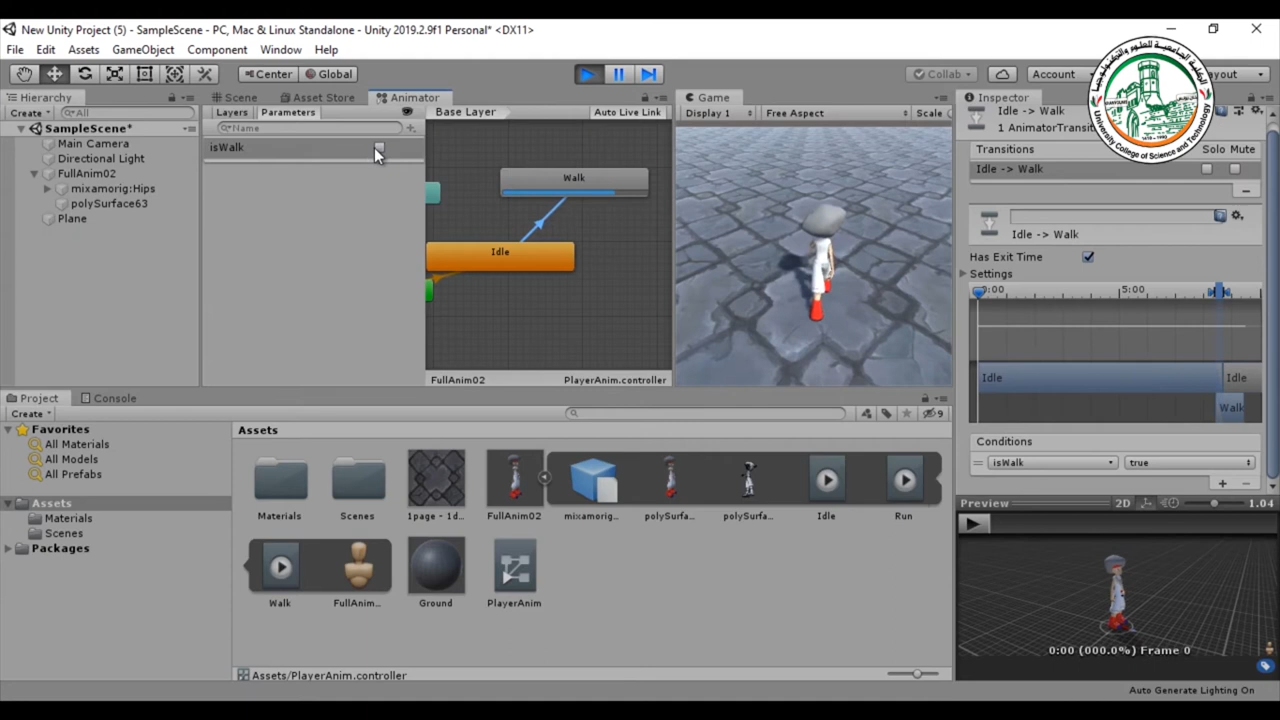 New Unity Project (5) - SampleScene - PC, Mac & Linux Standalone - Unity 2019.2.9f1 Personal* <DX11>
File Edit Assets GameObject Component Window Help
Center Global Collab Account
Hierarchy Scene Asset Store Animator Game Inspector
Create All Layers Parameters Base Layer Auto Live Link Display 1 Free Aspect Scale
Idle -> Walk
1 AnimatorTransiti
SampleScene*
Main Camera
Directional Light
FullAnim02
mixamorig:Hips
polySurface63
Plane
Name
isWalk
Walk
Idle
FullAnim02 PlayerAnim.controller
Transitions Solo Mute
Idle -> Walk
Idle -> Walk
Has Exit Time
Settings
0:00 5:00
Idle Idle
Walk
Conditions
isWalk true
Preview 2D 1.04
0:00 (000.0%) Frame 0
Project Console
Create 9
Favorites
All Materials
All Models
All Prefabs
Assets
Materials
Scenes
Packages
Assets
Materials Scenes 1page - 1d... FullAnim02 mixamorig... polySurfa... polySurfa... Idle Run
Walk FullAnim... Ground PlayerAnim
Assets/PlayerAnim.controller
Auto Generate Lighting On
الكلية الجامعية للعلوم والتكنولوجيا
University College of Science and Technology